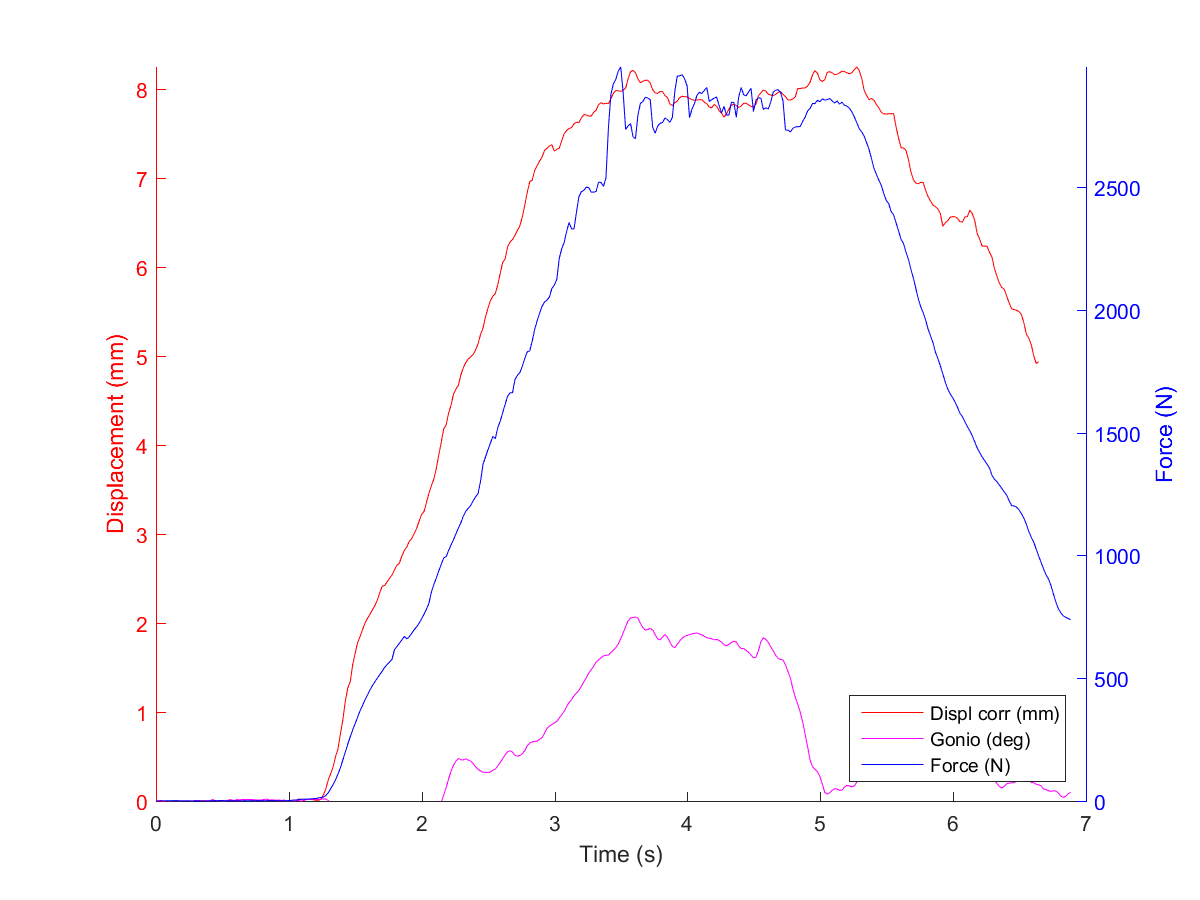 8
7
6
5
4
3
2
1
0
Displacement (mm)
2500
2000
1500
1000
500
0
Force (N)
Displ corr (mm)
Gonio (deg)
Force (N)
0 1 2 3 4 5 6 7
Time (s)